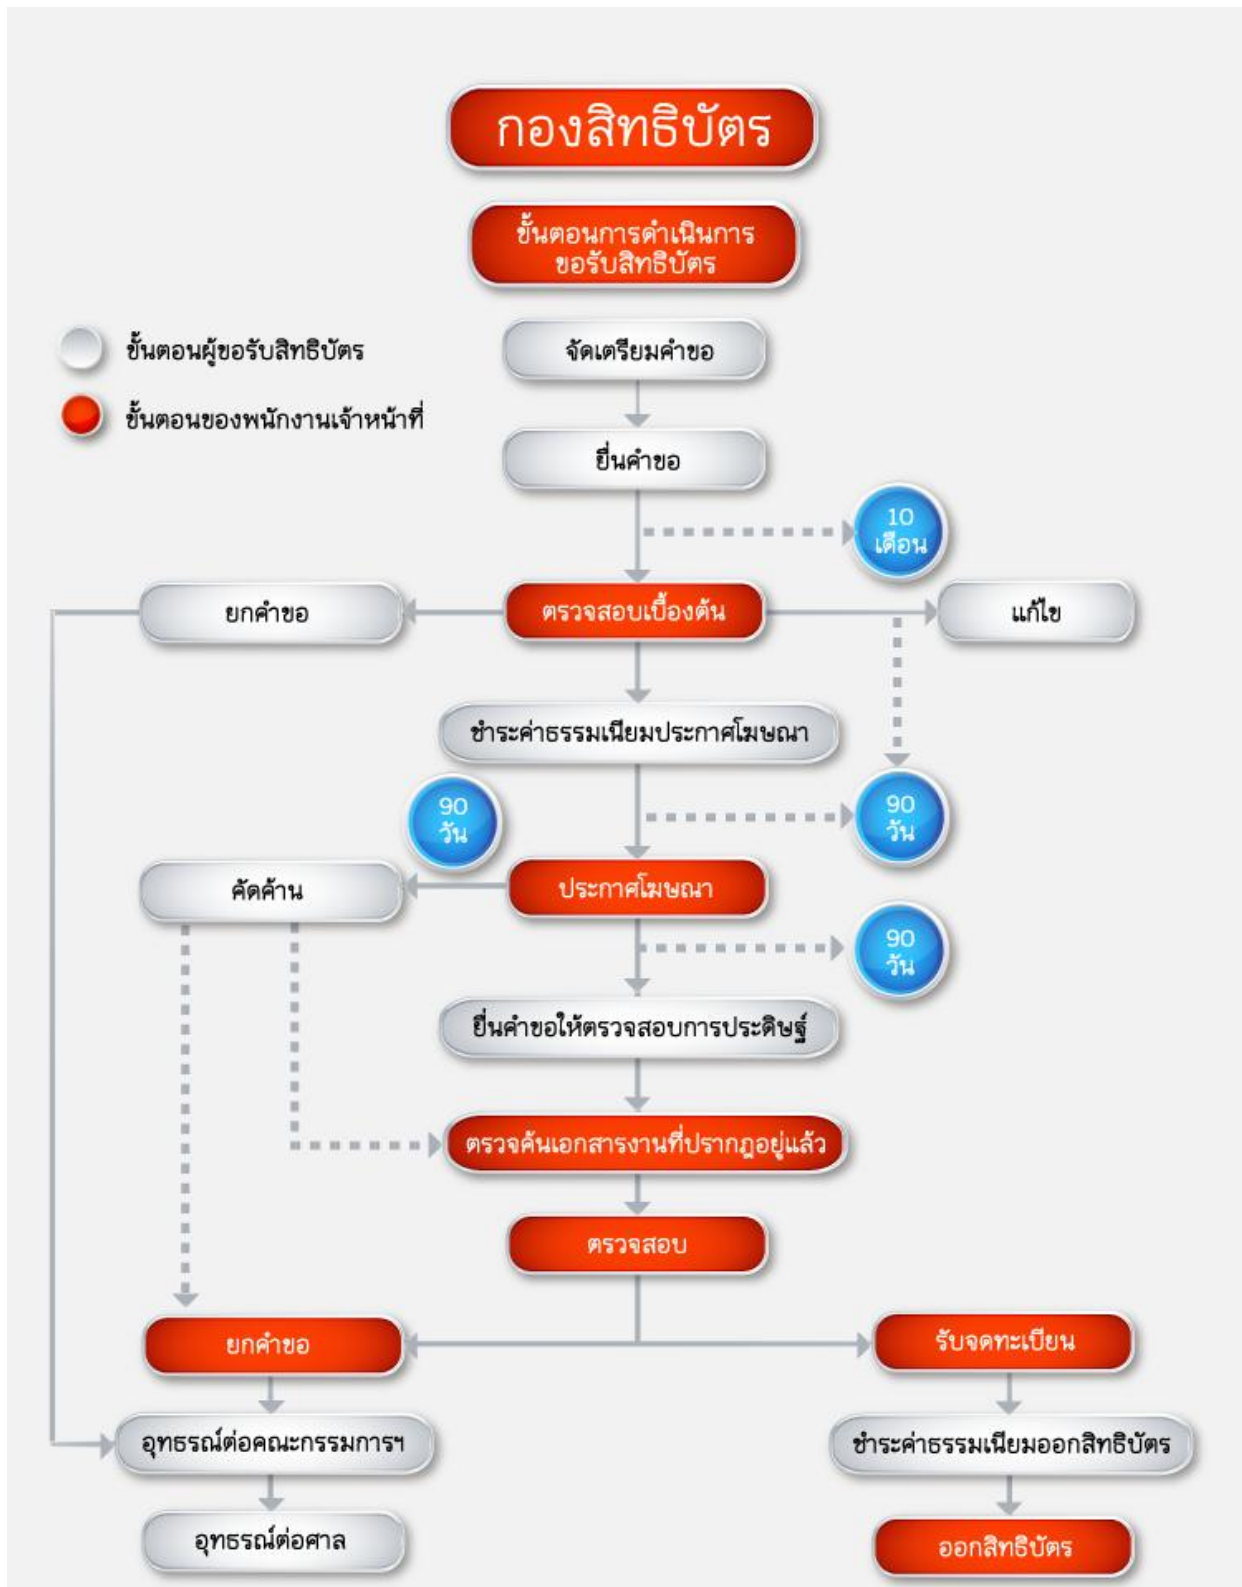 กองสิทธิบัตร
ขั้นตอนการดำเนินการ
ขอรับสิทธิบัตร
ขั้นตอนผู้ขอรับสิทธิบัตร
จัดเตรียมคำขอ
ขั้นตอนของพนักงานเจ้าหน้าที่
ยื่นคำขอ
10
เดือน
ยกคำขอ
ตรวจสอบเบื้องต้น
แก้ไข
ชำระค่าธรรมเนียมประกาศโฆษณา
90
วัน
90
วัน
คัดค้าน
ประกาศโฆษณา
90
วัน
ยื่นคำขอให้ตรวจสอบการประดิษฐ์
ตรวจค้นเอกสารงานที่ปรากฎอยู่แล้ว
ตรวจสอบ
ยกคำขอ
รับจดทะเบียน
อุทธรณ์ต่อคณะกรรมการฯ
ชำระค่าธรรมเนียมออกสิทธิบัตร
อุทธรณ์ต่อศาล
ออกสิทธิบัตร